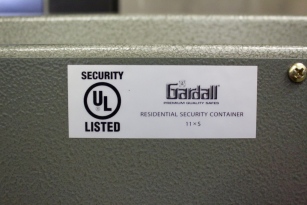 SECURITY
UL
LISTED
Gardall
PREMIUM QUALITY SAFES
RESIDENTIAL SECURITY CONTAINER
11×5